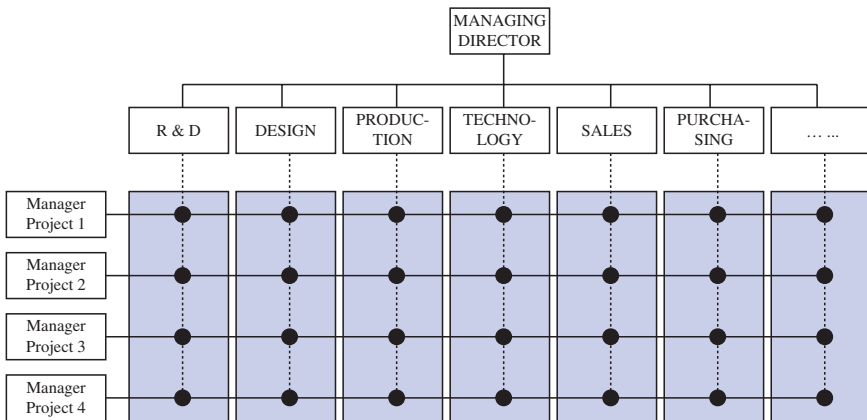 MANAGING
DIRECTOR
R & D
DESIGN
PRODUC-
TION
TECHNO-
LOGY
SALES
PURCHA-
SING
… ...
Manager
Project 1
Manager
Project 2
Manager
Project 3
Manager
Project 4